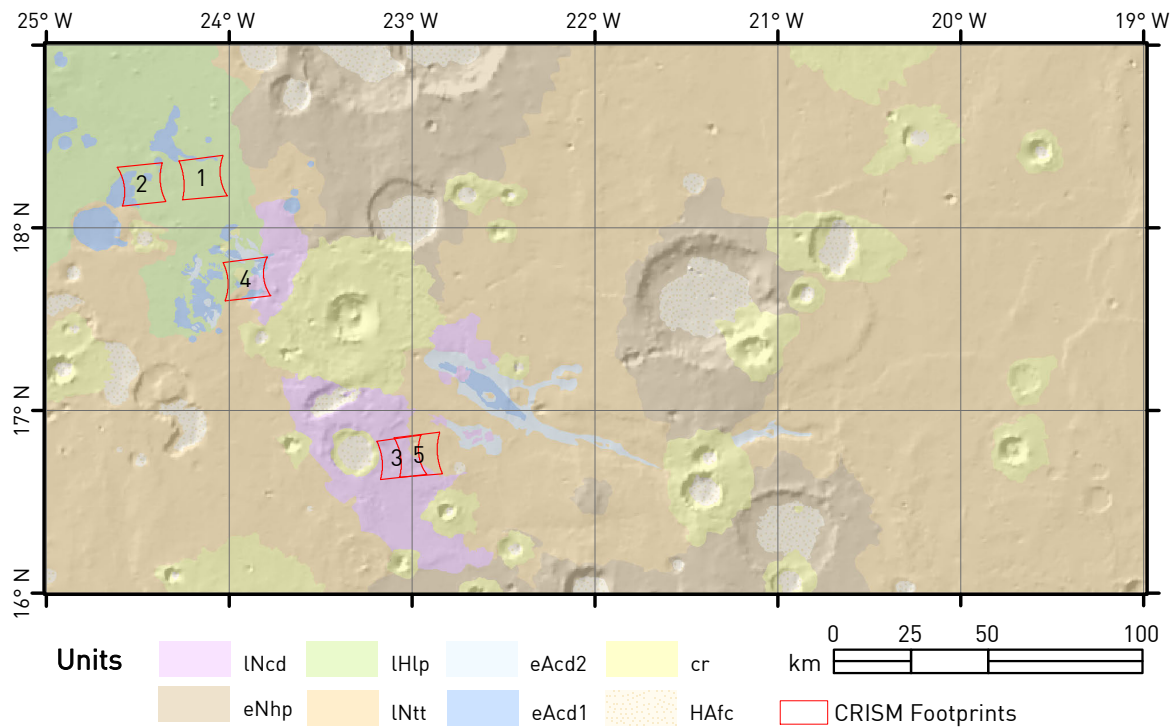 25° W 24° W 23° W 22° W 21° W 20° W 19° W
18° N
17° N
16° N
1
2
4
3 5
Units
lNcd lHlp eAcd2 cr
eNhp lNtt eAcd1 HAfc
km 0 25 50 100
CRISM Footprints